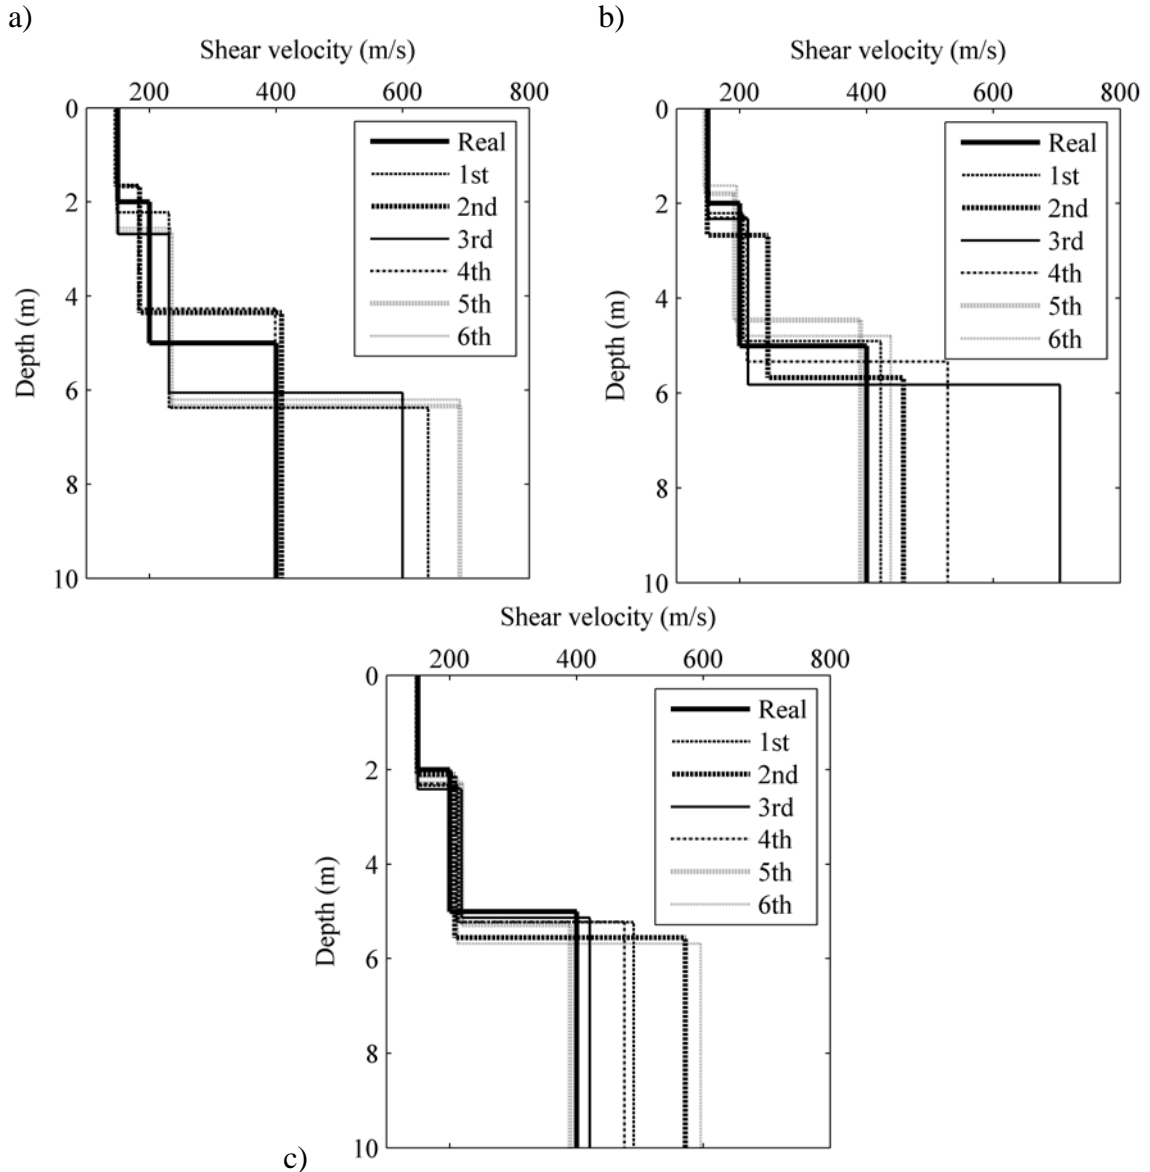 a)
b)
Shear velocity (m/s)
Shear velocity (m/s)
200 400 600 800
200 400 600 800
0
2
4
6
8
10
Depth (m)
Real
1st
2nd
3rd
4th
5th
6th
0
2
4
6
8
10
Depth (m)
Real
1st
2nd
3rd
4th
5th
6th
Shear velocity (m/s)
200 400 600 800
0
2
4
6
8
10
Depth (m)
Real
1st
2nd
3rd
4th
5th
6th
c)